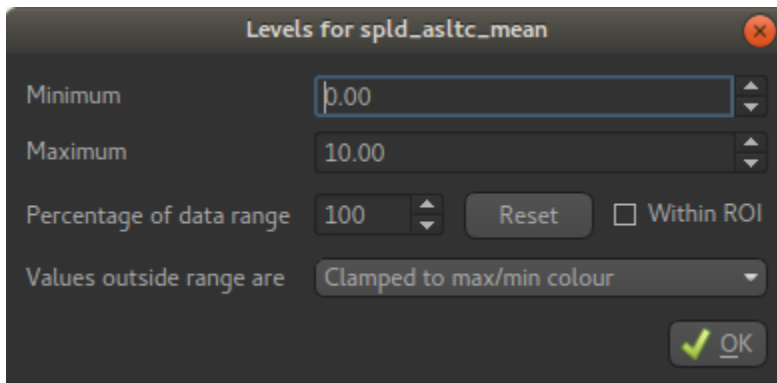 Levels for spld_asltc_mean
Minimum 0.00
Maximum 10.00
Percentage of data range 100 Reset Within ROI
Values outside range are Clamped to max/min colour
OK